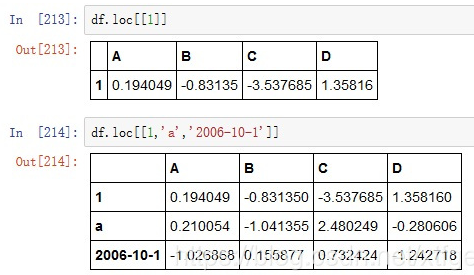 In [213]: df.loc[[1]]
Out[213]:
A B C D
1 0.194049 -0.83135 -3.537685 1.35816
In [214]: df.loc[[1,'a','2006-10-1']]
Out[214]:
A B C D
1 0.194049 -0.831350 -3.537685 1.358160
a 0.210054 -1.041355 2.480249 -0.280606
2006-10-1 -1.026868 0.155877 0.732424 -1.242718